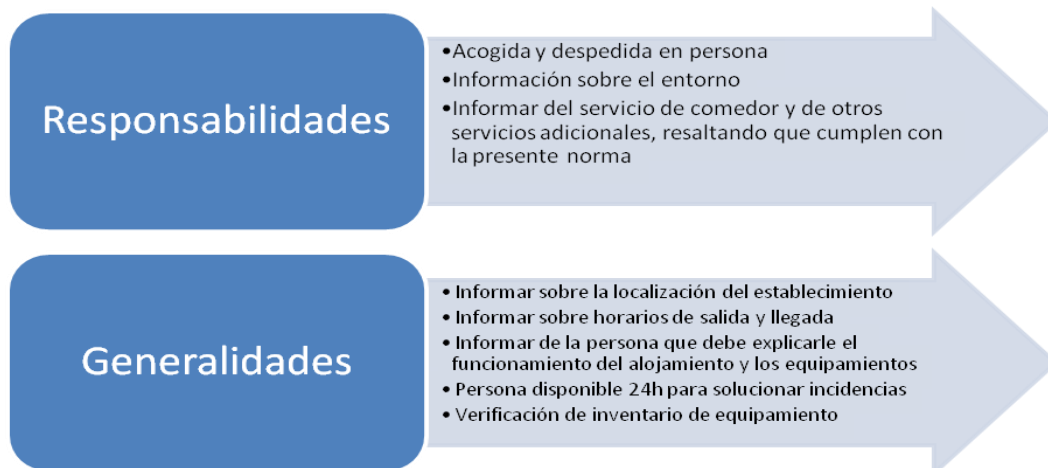 Responsabilidades
•Acogida y despedida en persona
•Información sobre el entorno
•Informar del servicio de comedor y de otros
servicios adicionales, resaltando que cumplen con
la presente norma
Generalidades
• Informar sobre la localización del establecimiento
• Informar sobre horarios de salida y llegada
• Informar de la persona que debe explicarle el
funcionamiento del alojamiento y los equipamientos
• Persona disponible 24h para solucionar incidencias
• Verificación de inventario de equipamiento